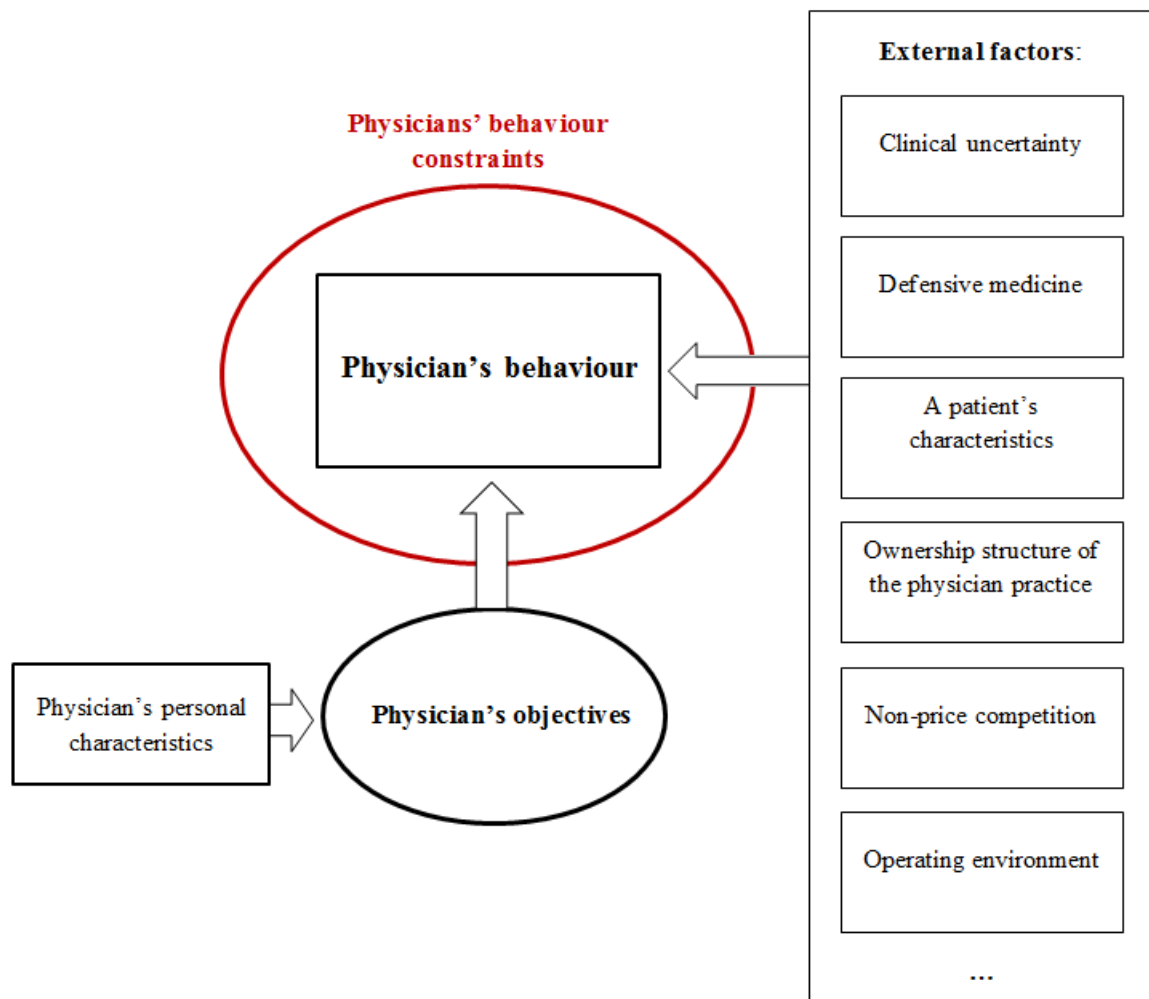 External factors:
Physicians’ behaviour
constraints
Clinical uncertainty
Defensive medicine
Physician’s behaviour
A patient’s
characteristics
Ownership structure of
the physician practice
Physician’s personal
characteristics
Physician’s objectives
Non-price competition
Operating environment
...